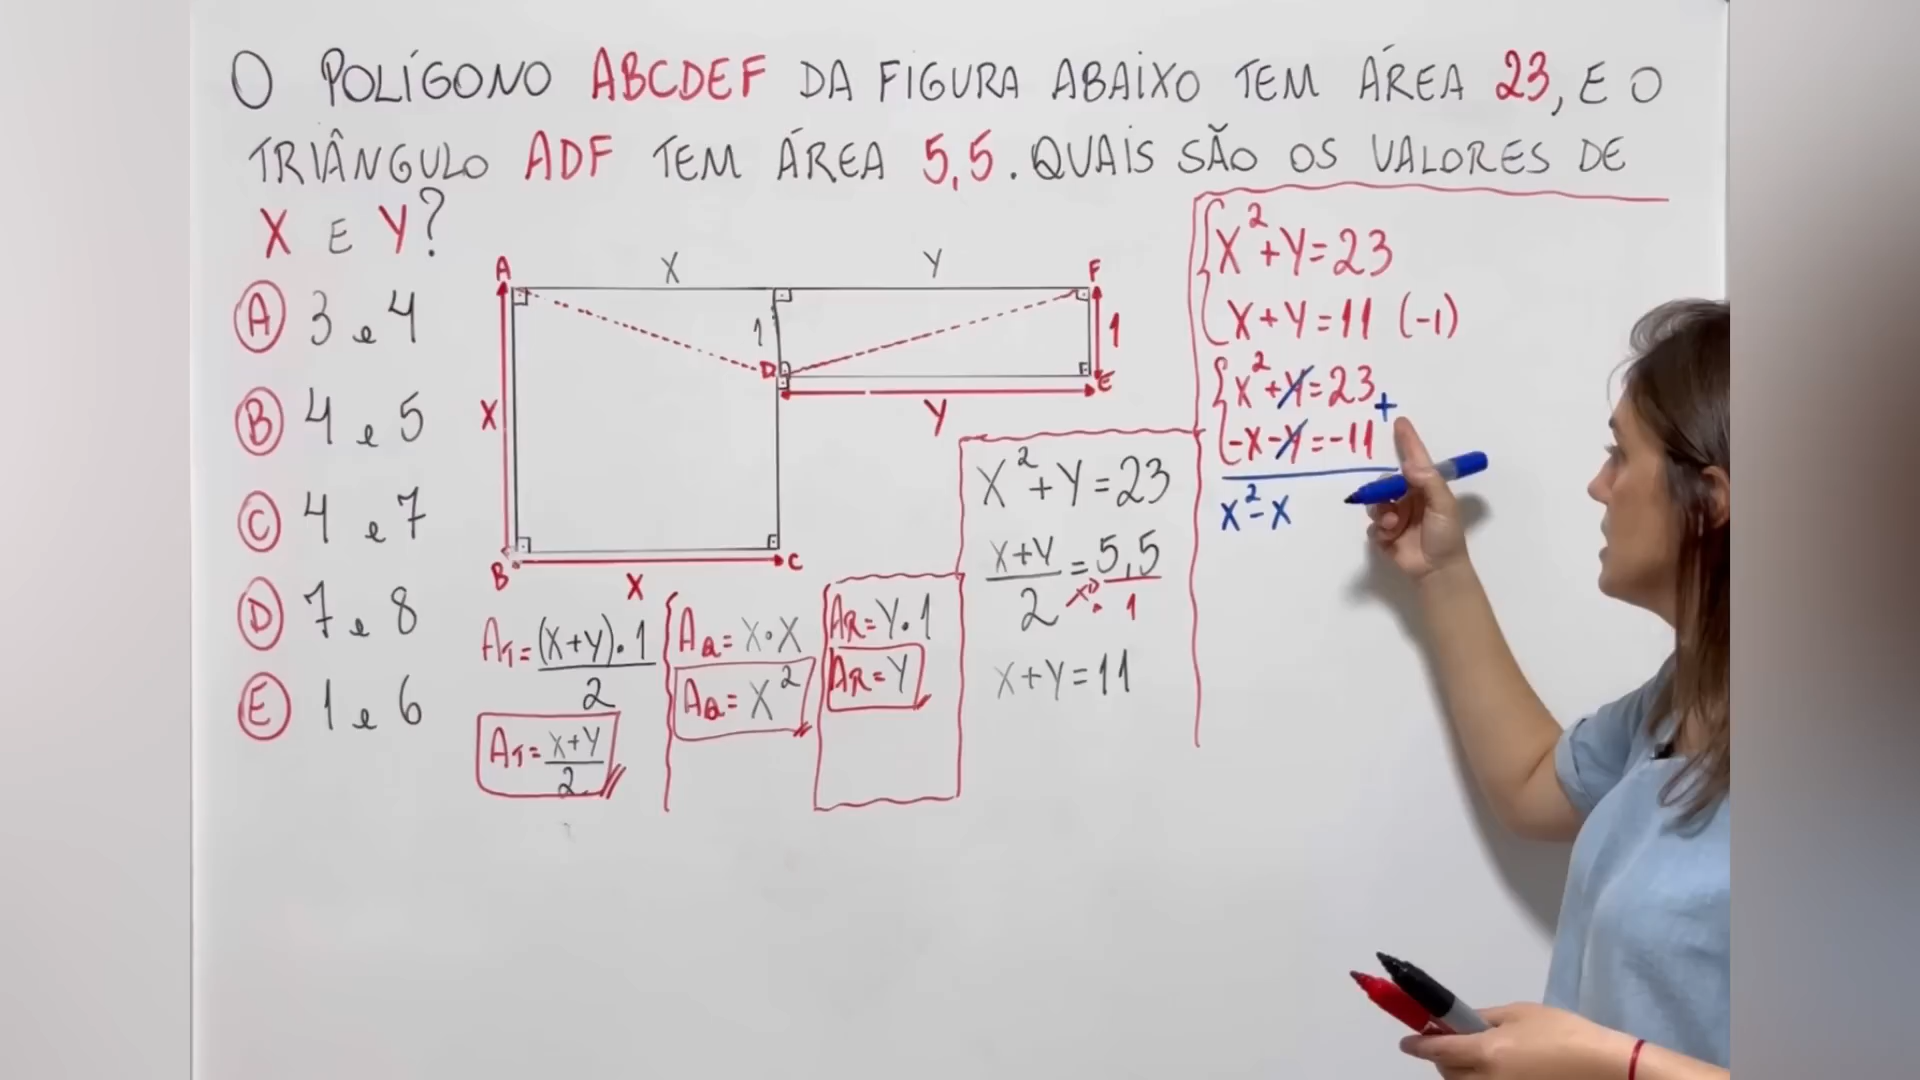 O POLÍGONO ABCDEF DA FIGURA ABAIXO TEM ÁREA 23, E O
TRIÂNGULO ADF TEM ÁREA 5,5. QUAIS SÃO OS VALORES DE
X E Y?
A 3 e 4
B 4 e 5
C 4 e 7
D 7 e 8
E 1 e 6
A X Y F
1 1
D E
X Y
B C
X
AT=(X+Y)·1
2
AT=X+Y
2
AQ=X·X
AQ=X²
AR=Y·1
AR=Y
X²+Y=23
X+Y=5,5
2 1
X+Y=11
X²+Y=23
X+Y=11 (-1)
X²+Y=23
+
-X-Y=-11
X²-X